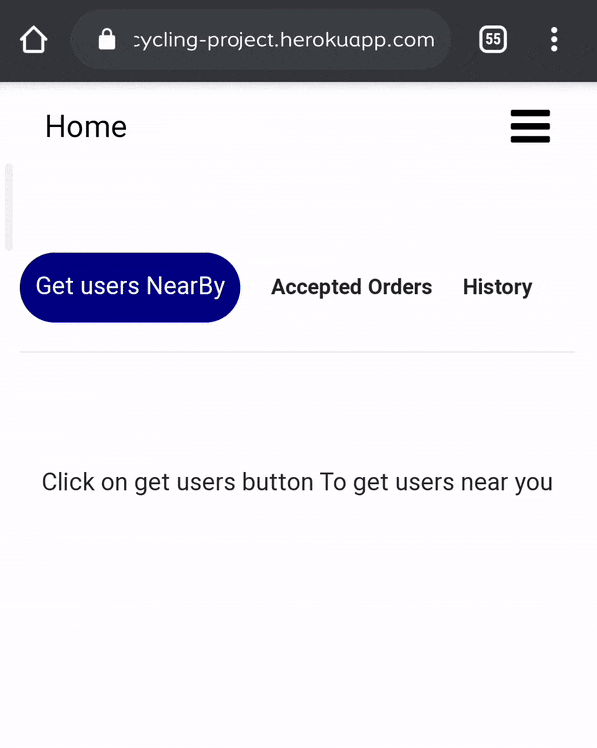 cycling-project.herokuapp.com
55
Home
Get users NearBy
Accepted Orders
History
Click on get users button To get users near you